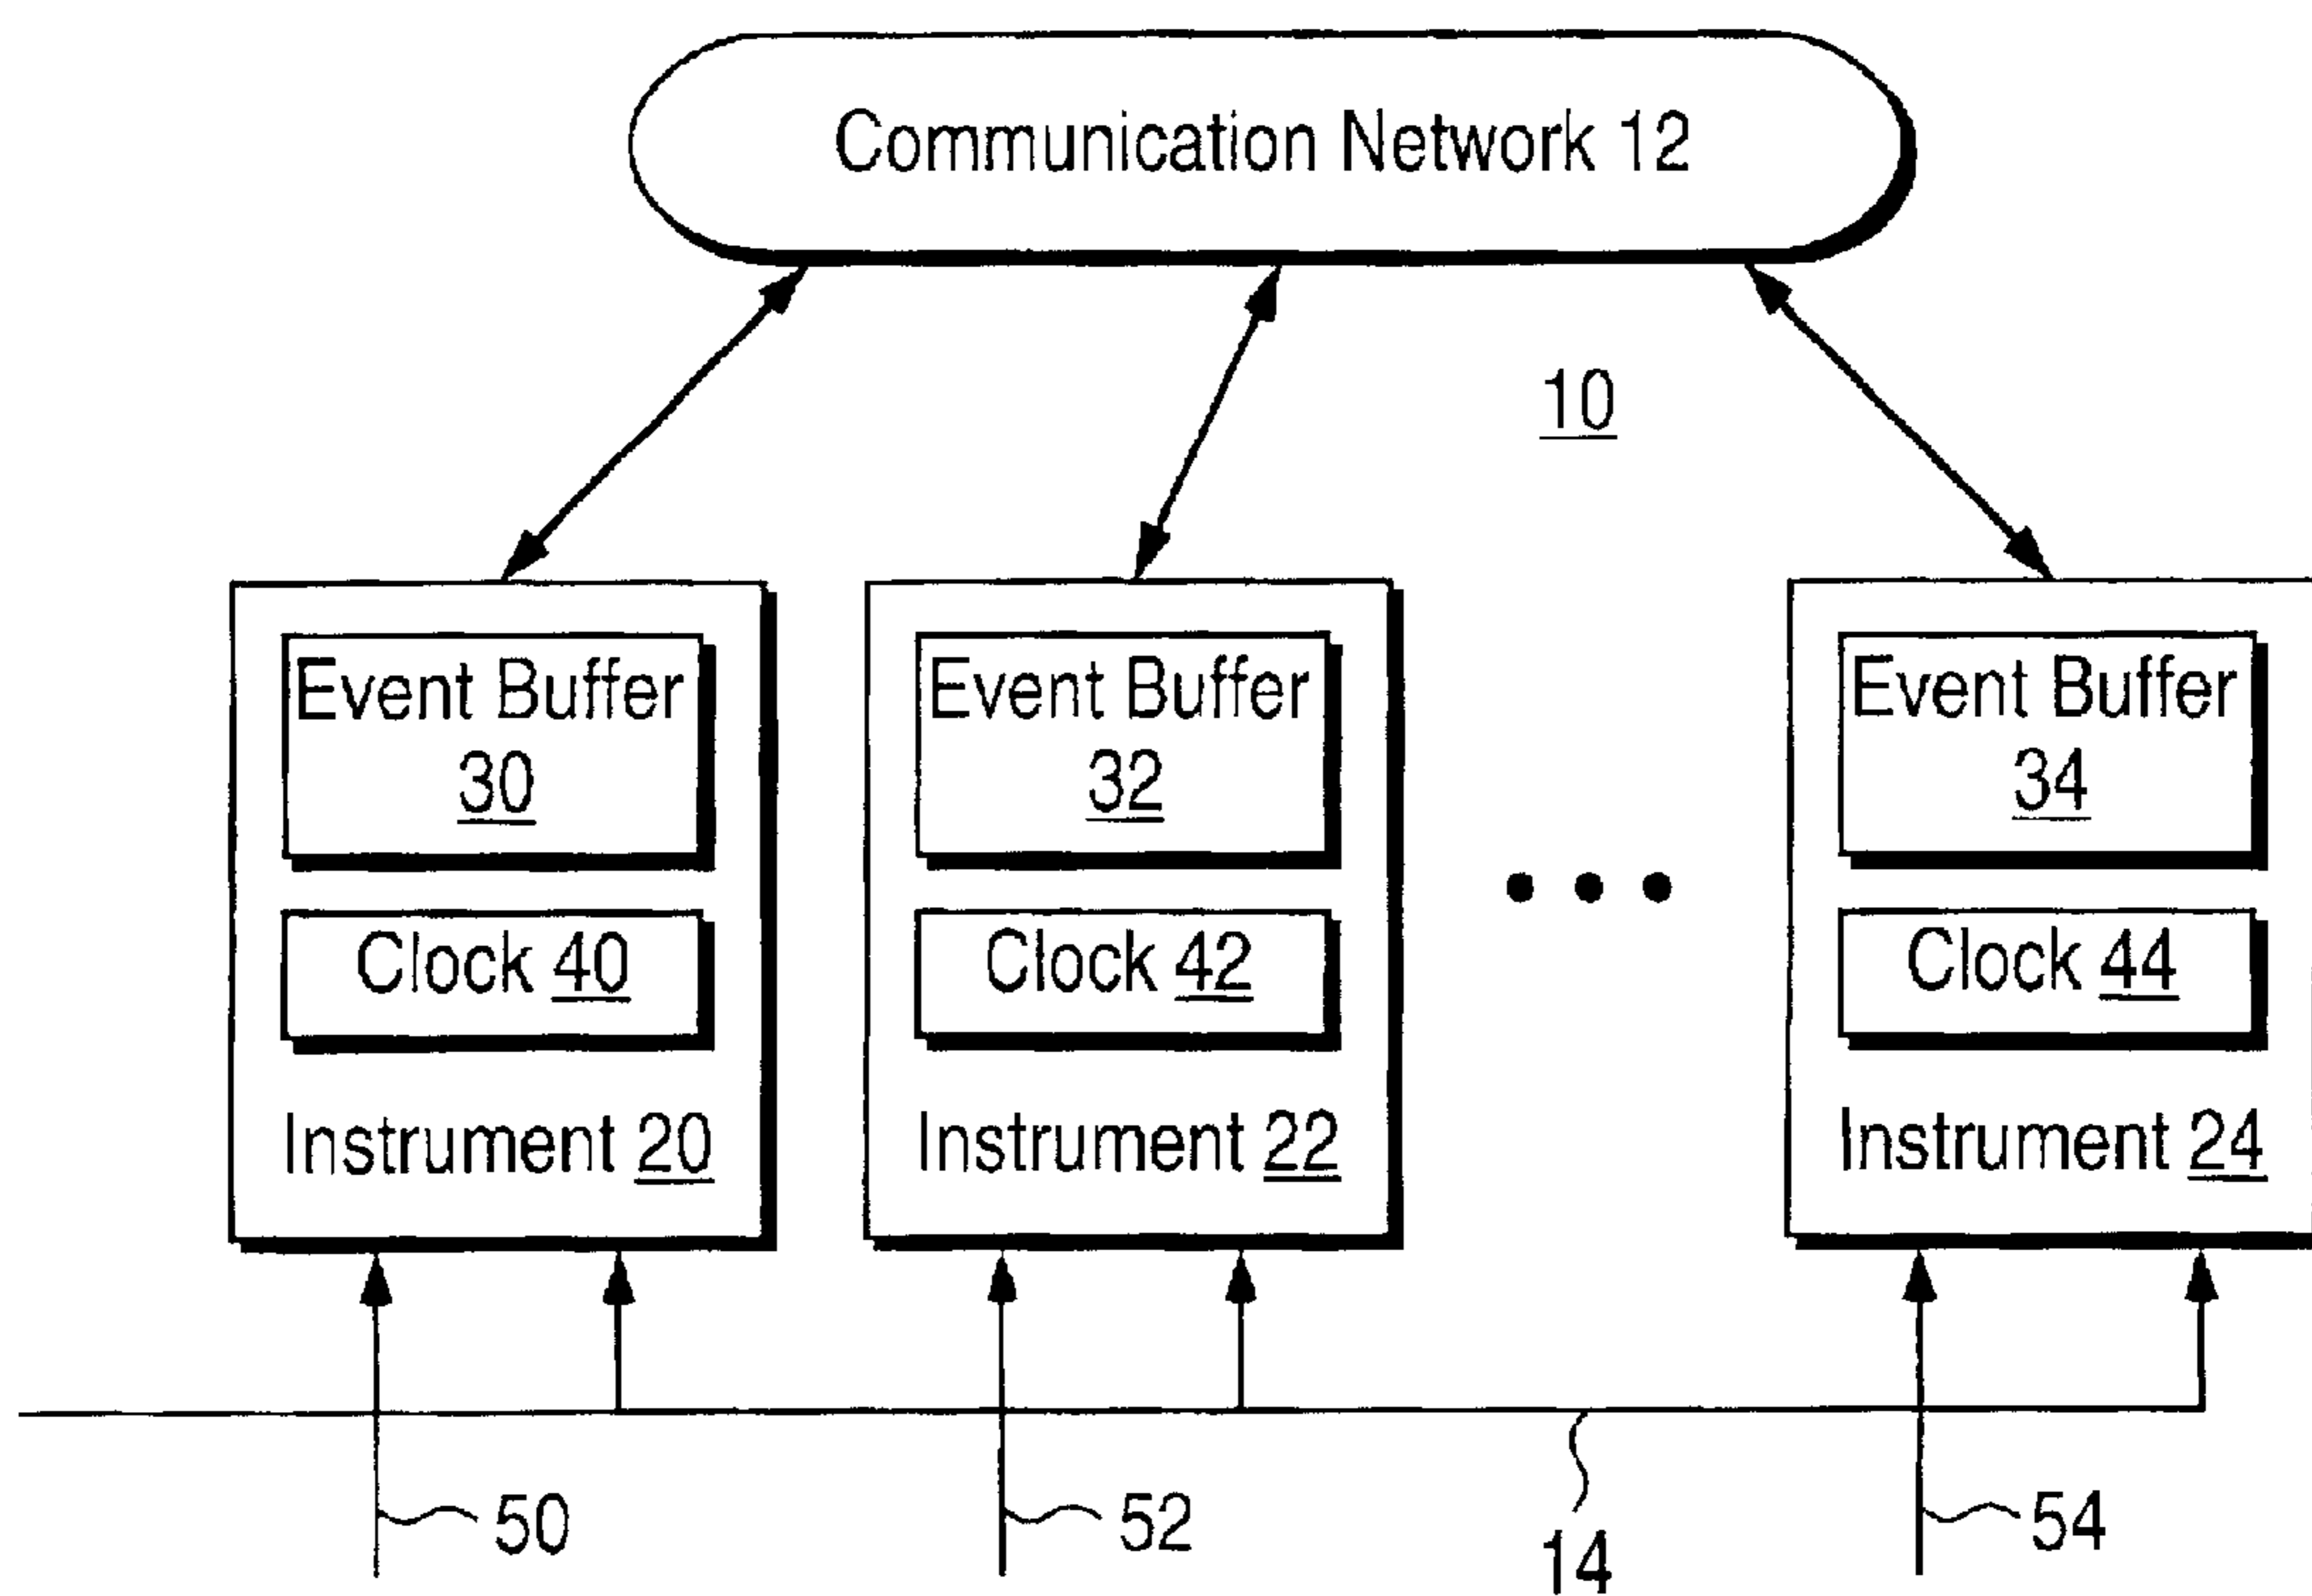 Communication Network 12
10
Event Buffer
30
Clock 40
Instrument 20
Event Buffer
32
Clock 42
Instrument 22
Event Buffer
34
Clock 44
Instrument 24
50
52
14
54